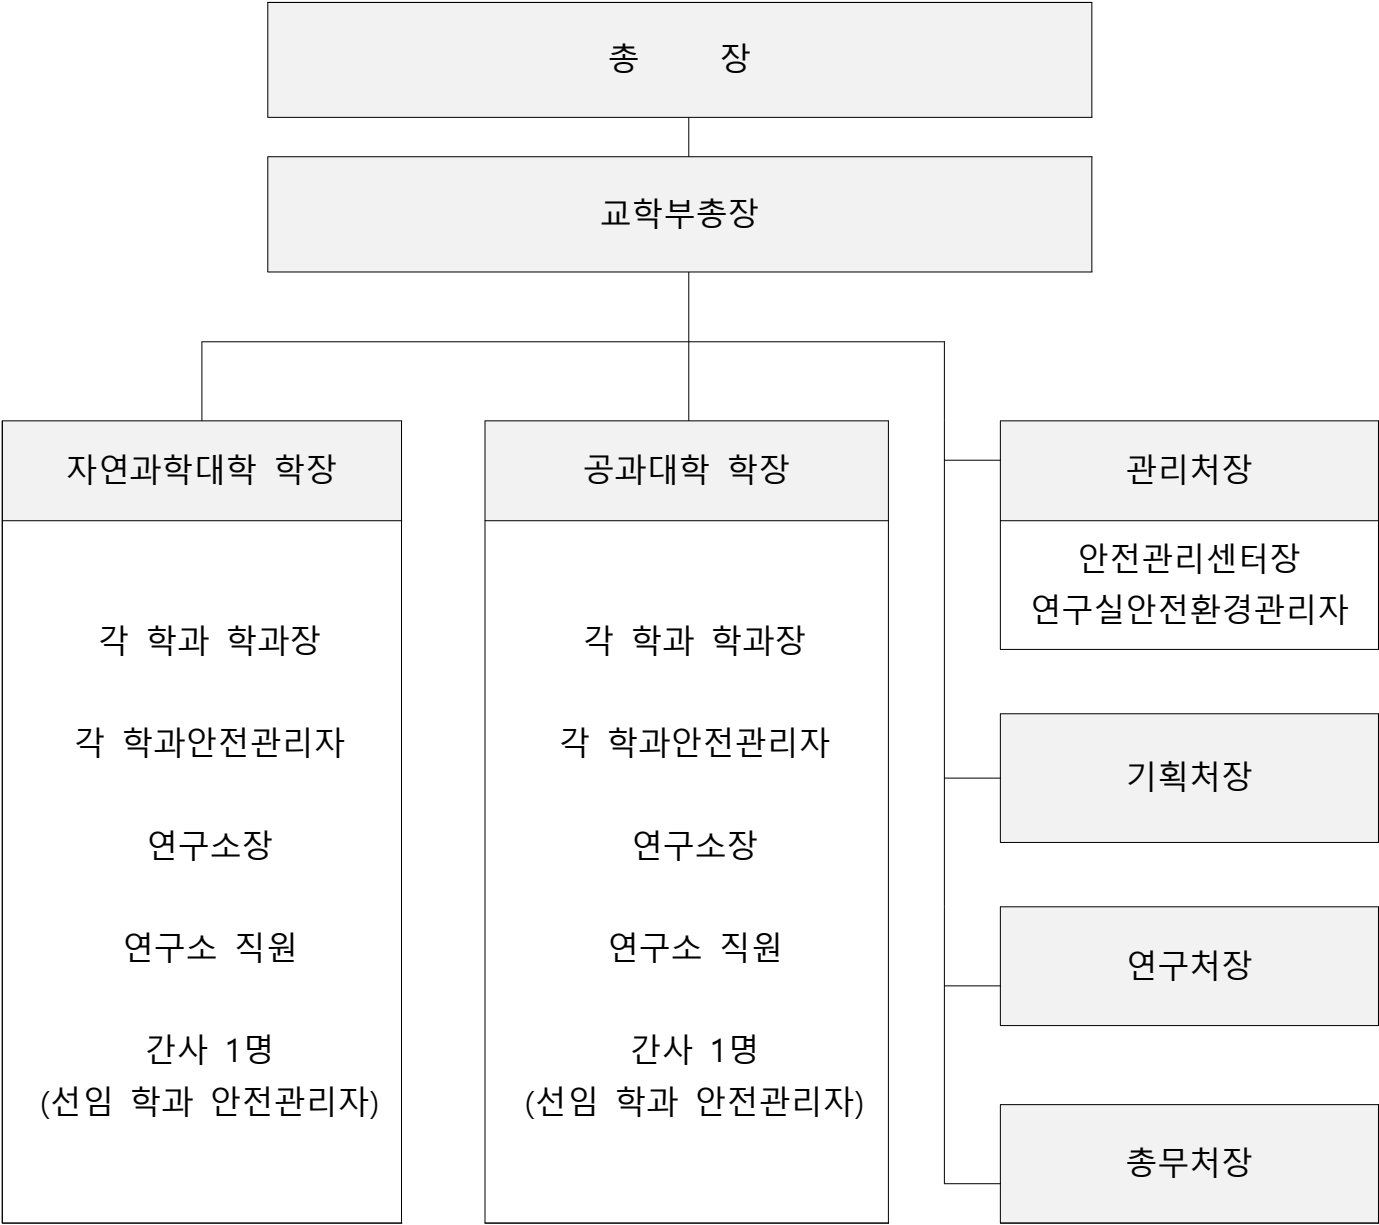 총 장
교학부총장
자연과학대학 학장
각 학과 학과장
각 학과안전관리자
연구소장
연구소 직원
간사 1명
(선임 학과 안전관리자)
공과대학 학장
각 학과 학과장
각 학과안전관리자
연구소장
연구소 직원
간사 1명
(선임 학과 안전관리자)
관리처장
안전관리센터장
연구실안전환경관리자
기획처장
연구처장
총무처장